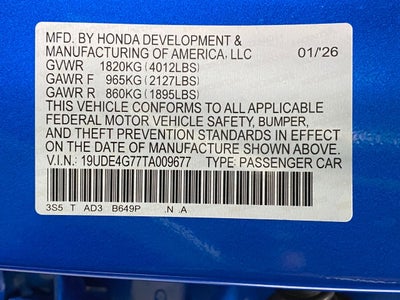 MFD. BY HONDA DEVELOPMENT &
MANUFACTURING OF AMERICA, LLC 01/'26
GVWR 1820KG (4012LBS)
GAWR F 965KG (2127LBS)
GAWR R 860KG (1895LBS)
THIS VEHICLE CONFORMS TO ALL APPLICABLE
FEDERAL MOTOR VEHICLE SAFETY, BUMPER,
AND THEFT PREVENTION STANDARDS IN EFFECT
ON THE DATE OF MANUFACTURE SHOWN ABOVE.
V.I.N: 19UDE4G77TA009677 TYPE: PASSENGER CAR
3S5 T AD3 B649P .N A